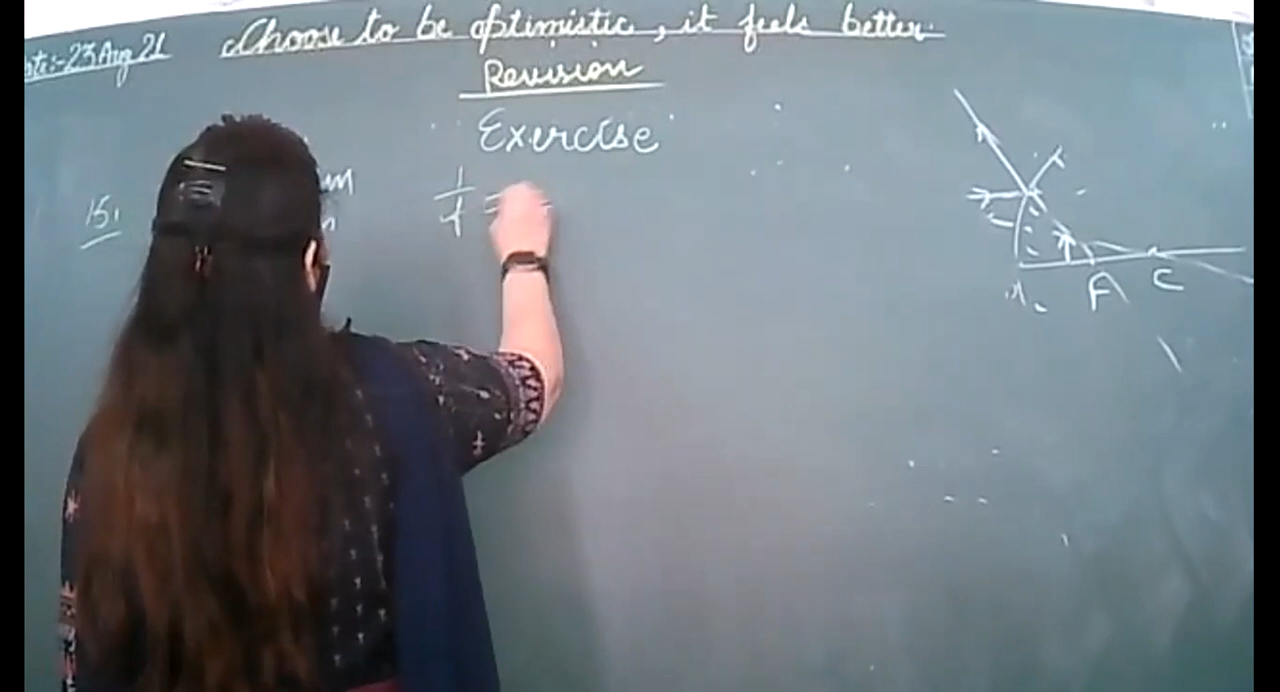 Date:-23 Aug 21
Choose to be optimistic, it feels better.
Revision
Exercise
15.
1/f =
A C